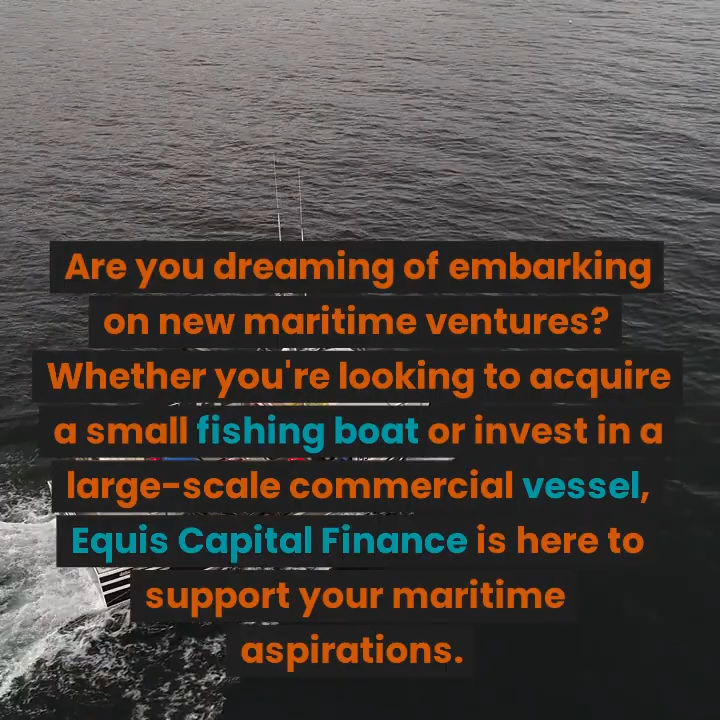 Are you dreaming of embarking
on new maritime ventures?
Whether you're looking to acquire
a small fishing boat or invest in a
large-scale commercial vessel,
Equis Capital Finance is here to
support your maritime
aspirations.